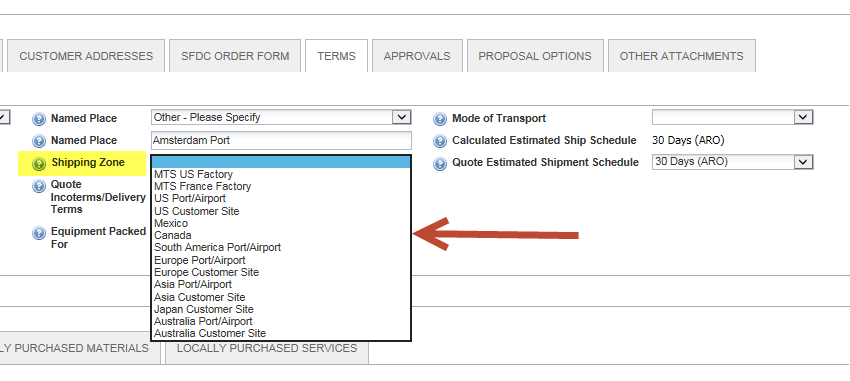 CUSTOMER ADDRESSES
SFDC ORDER FORM
TERMS
APPROVALS
PROPOSAL OPTIONS
OTHER ATTACHMENTS
Named Place
Other - Please Specify
Mode of Transport
Named Place
Amsterdam Port
Calculated Estimated Ship Schedule
30 Days (ARO)
Shipping Zone
Quote Estimated Shipment Schedule
30 Days (ARO)
Quote
Incoterms/Delivery
Terms
Equipment Packed
For
MTS US Factory
MTS France Factory
US Port/Airport
US Customer Site
Mexico
Canada
South America Port/Airport
Europe Port/Airport
Europe Customer Site
Asia Port/Airport
Asia Customer Site
Japan Customer Site
Australia Port/Airport
Australia Customer Site
LY PURCHASED MATERIALS
LOCALLY PURCHASED SERVICES